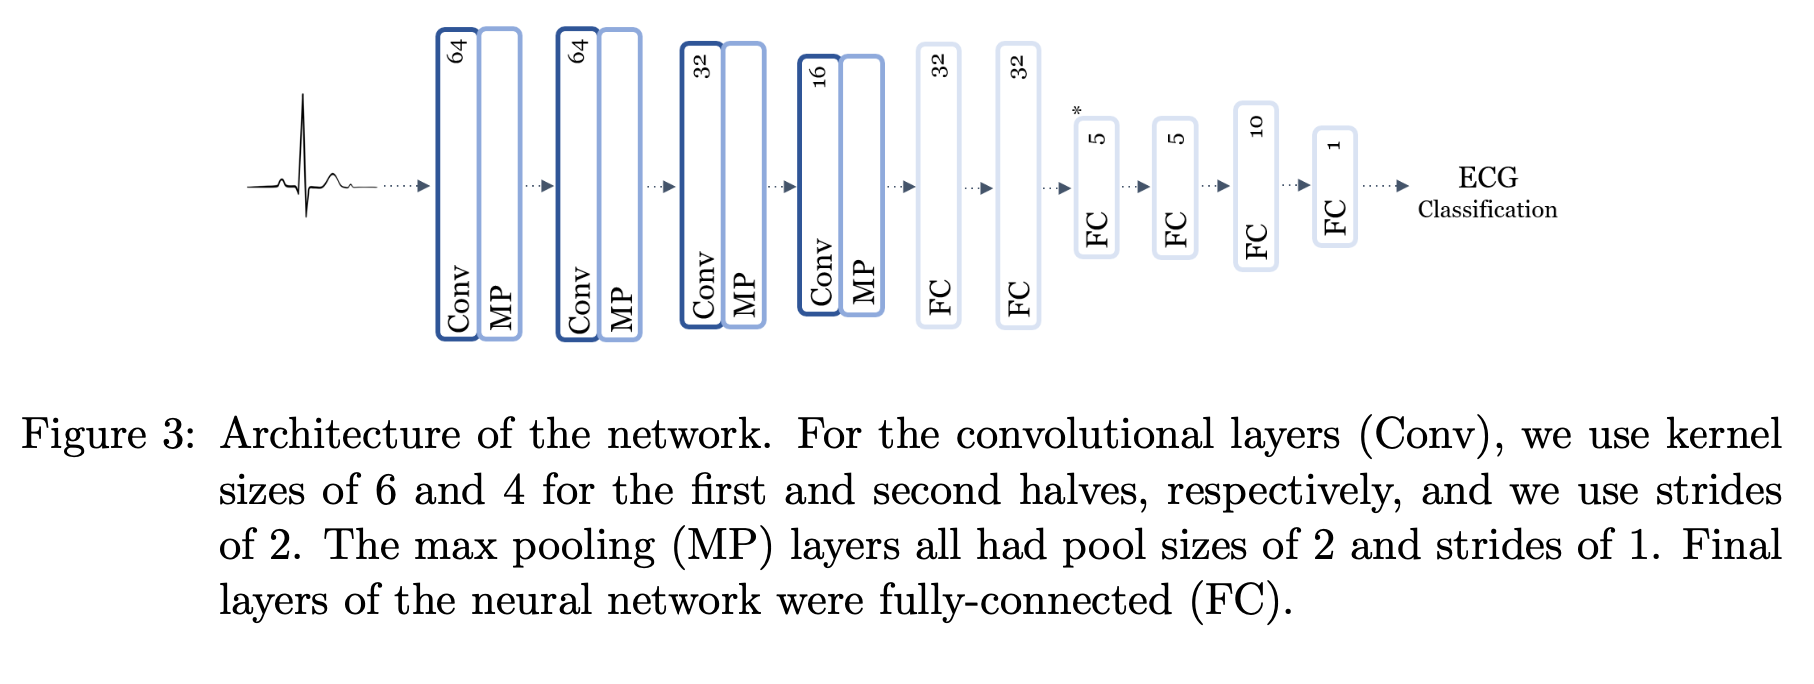 64
Conv
MP
64
Conv
MP
32
Conv
MP
16
Conv
MP
32
FC
32
FC
*
5
FC
5
FC
10
FC
1
FC
ECG
Classification
Figure 3: Architecture of the network. For the convolutional layers (Conv), we use kernel
sizes of 6 and 4 for the first and second halves, respectively, and we use strides
of 2. The max pooling (MP) layers all had pool sizes of 2 and strides of 1. Final
layers of the neural network were fully-connected (FC).